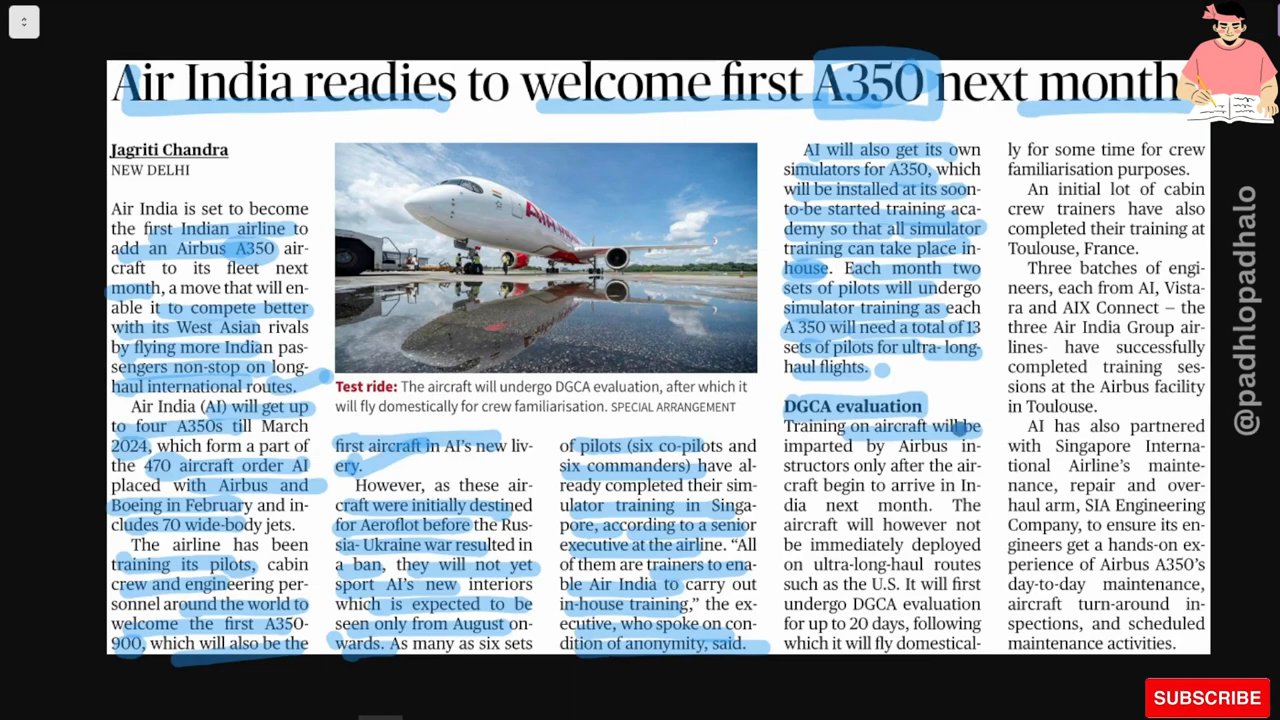 Air India readies to welcome first A350 next month
Jagriti Chandra
NEW DELHI
Air India is set to become
the first Indian airline to
add an Airbus A350 air-
craft to its fleet next
month, a move that will en-
able it to compete better
with its West Asian rivals
by flying more Indian pas-
sengers non-stop on long-
haul international routes.
Air India (AI) will get up
to four A350s till March
2024, which form a part of
the 470 aircraft order AI
placed with Airbus and
Boeing in February and in-
cludes 70 wide-body jets.
The airline has been
training its pilots, cabin
crew and engineering per-
sonnel around the world to
welcome the first A350-
900, which will also be the
AIR IN
Test ride: The aircraft will undergo DGCA evaluation, after which it
will fly domestically for crew familiarisation. SPECIAL ARRANGEMENT
first aircraft in AI's new liv-
ery.
However, as these air-
craft were initially destined
for Aeroflot before the Rus-
sia- Ukraine war resulted in
a ban, they will not yet
sport AI's new interiors
which is expected to be
seen only from August on-
wards. As many as six sets
of pilots (six co-pilots and
six commanders) have al-
ready completed their sim-
ulator training in Singa-
pore, according to a senior
executive at the airline. “All
of them are trainers to ena-
ble Air India to carry out
in-house training,” the ex-
ecutive, who spoke on con-
dition of anonymity, said.
AI will also get its own
simulators for A350, which
will be installed at its soon-
to-be started training aca-
demy so that all simulator
training can take place in-
house. Each month two
sets of pilots will undergo
simulator training as each
A 350 will need a total of 13
sets of pilots for ultra- long-
haul flights.
DGCA evaluation
Training on aircraft will be
imparted by Airbus in-
structors only after the air-
craft begin to arrive in In-
dia next month. The
aircraft will however not
be immediately deployed
on ultra-long-haul routes
such as the U.S. It will first
undergo DGCA evaluation
for up to 20 days, following
which it will fly domestical-
ly for some time for crew
familiarisation purposes.
An initial lot of cabin
crew trainers have also
completed their training at
Toulouse, France.
Three batches of engi-
neers, each from AI, Vista-
ra and AIX Connect – the
three Air India Group air-
lines- have successfully
completed training ses-
sions at the Airbus facility
in Toulouse.
AI has also partnered
with Singapore Interna-
tional Airline's mainte-
nance, repair and over-
haul arm, SIA Engineering
Company, to ensure its en-
gineers get a hands-on ex-
perience of Airbus A350's
day-to-day maintenance,
aircraft turn-around in-
spections, and scheduled
maintenance activities.
@padhlopadhalo
SUBSCRIBE